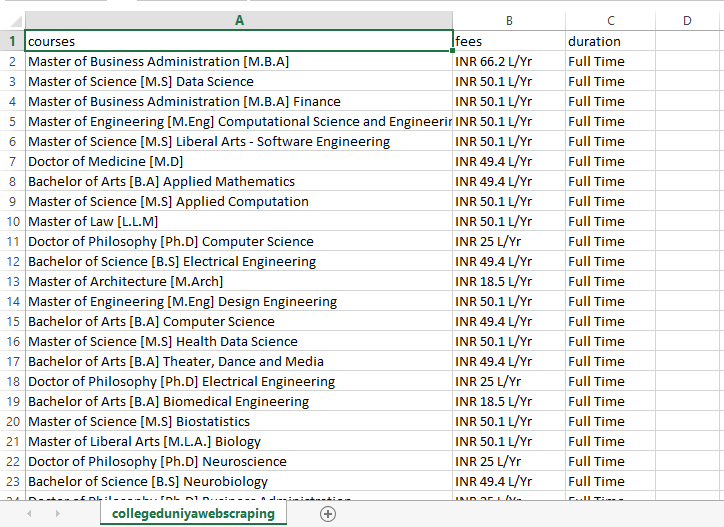 A B C D
1 courses fees duration
2 Master of Business Administration [M.B.A] INR 66.2 L/Yr Full Time
3 Master of Science [M.S] Data Science INR 50.1 L/Yr Full Time
4 Master of Business Administration [M.B.A] Finance INR 50.1 L/Yr Full Time
5 Master of Engineering [M.Eng] Computational Science and Engineerir INR 50.1 L/Yr Full Time
6 Master of Science [M.S] Liberal Arts - Software Engineering INR 50.1 L/Yr Full Time
7 Doctor of Medicine [M.D] INR 49.4 L/Yr Full Time
8 Bachelor of Arts [B.A] Applied Mathematics INR 49.4 L/Yr Full Time
9 Master of Science [M.S] Applied Computation INR 50.1 L/Yr Full Time
10 Master of Law [L.L.M] INR 50.1 L/Yr Full Time
11 Doctor of Philosophy [Ph.D] Computer Science INR 25 L/Yr Full Time
12 Bachelor of Science [B.S] Electrical Engineering INR 49.4 L/Yr Full Time
13 Master of Architecture [M.Arch] INR 18.5 L/Yr Full Time
14 Master of Engineering [M.Eng] Design Engineering INR 50.1 L/Yr Full Time
15 Bachelor of Arts [B.A] Computer Science INR 49.4 L/Yr Full Time
16 Master of Science [M.S] Health Data Science INR 50.1 L/Yr Full Time
17 Bachelor of Arts [B.A] Theater, Dance and Media INR 49.4 L/Yr Full Time
18 Doctor of Philosophy [Ph.D] Electrical Engineering INR 25 L/Yr Full Time
19 Bachelor of Arts [B.A] Biomedical Engineering INR 18.5 L/Yr Full Time
20 Master of Science [M.S] Biostatistics INR 50.1 L/Yr Full Time
21 Master of Liberal Arts [M.L.A.] Biology INR 50.1 L/Yr Full Time
22 Doctor of Philosophy [Ph.D] Neuroscience INR 25 L/Yr Full Time
23 Bachelor of Science [B.S] Neurobiology INR 49.4 L/Yr Full Time
24 Doctor of Philosophy [Ph.D] Business Administration INR 25 L/Yr Full Time
collegeduniyawebscraping